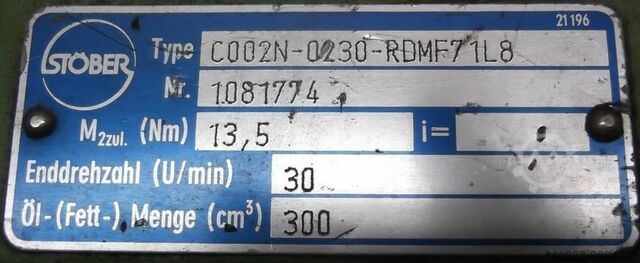 21196
STÖBER
Type C002N-0230-RDMF71L8
Nr. 1081774
M2zul. (Nm) 13,5 i=
Enddrehzahl (U/min) 30
Öl-(Fett-) Menge (cm³) 300